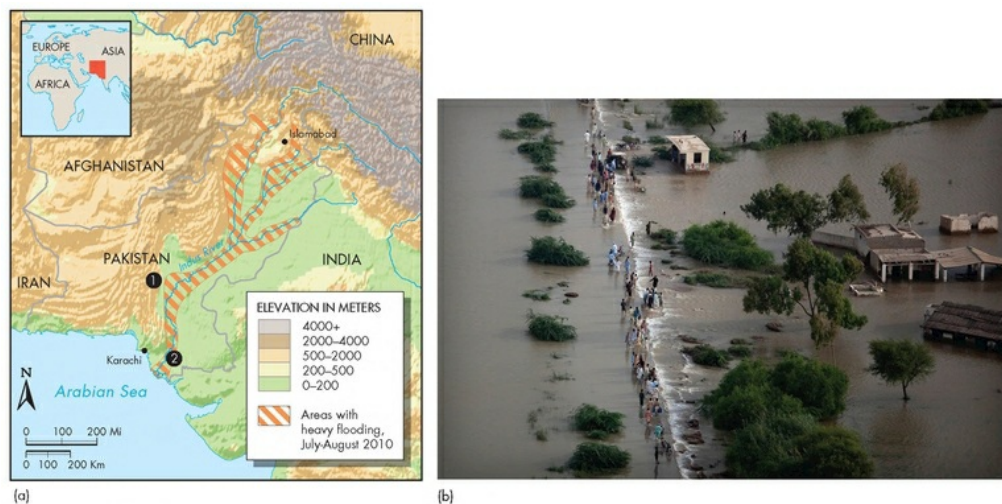 EUROPE
ASIA
AFRICA
CHINA
Islamabad
AFGHANISTAN
Indus River
PAKISTAN
1
INDIA
IRAN
ELEVATION IN METERS
4000+
2000–4000
500–2000
200–500
0–200
Karachi
2
N
Arabian Sea
Areas with
heavy flooding,
July-August 2010
0 100 200 Mi
0 100 200 Km
(a)
(b)